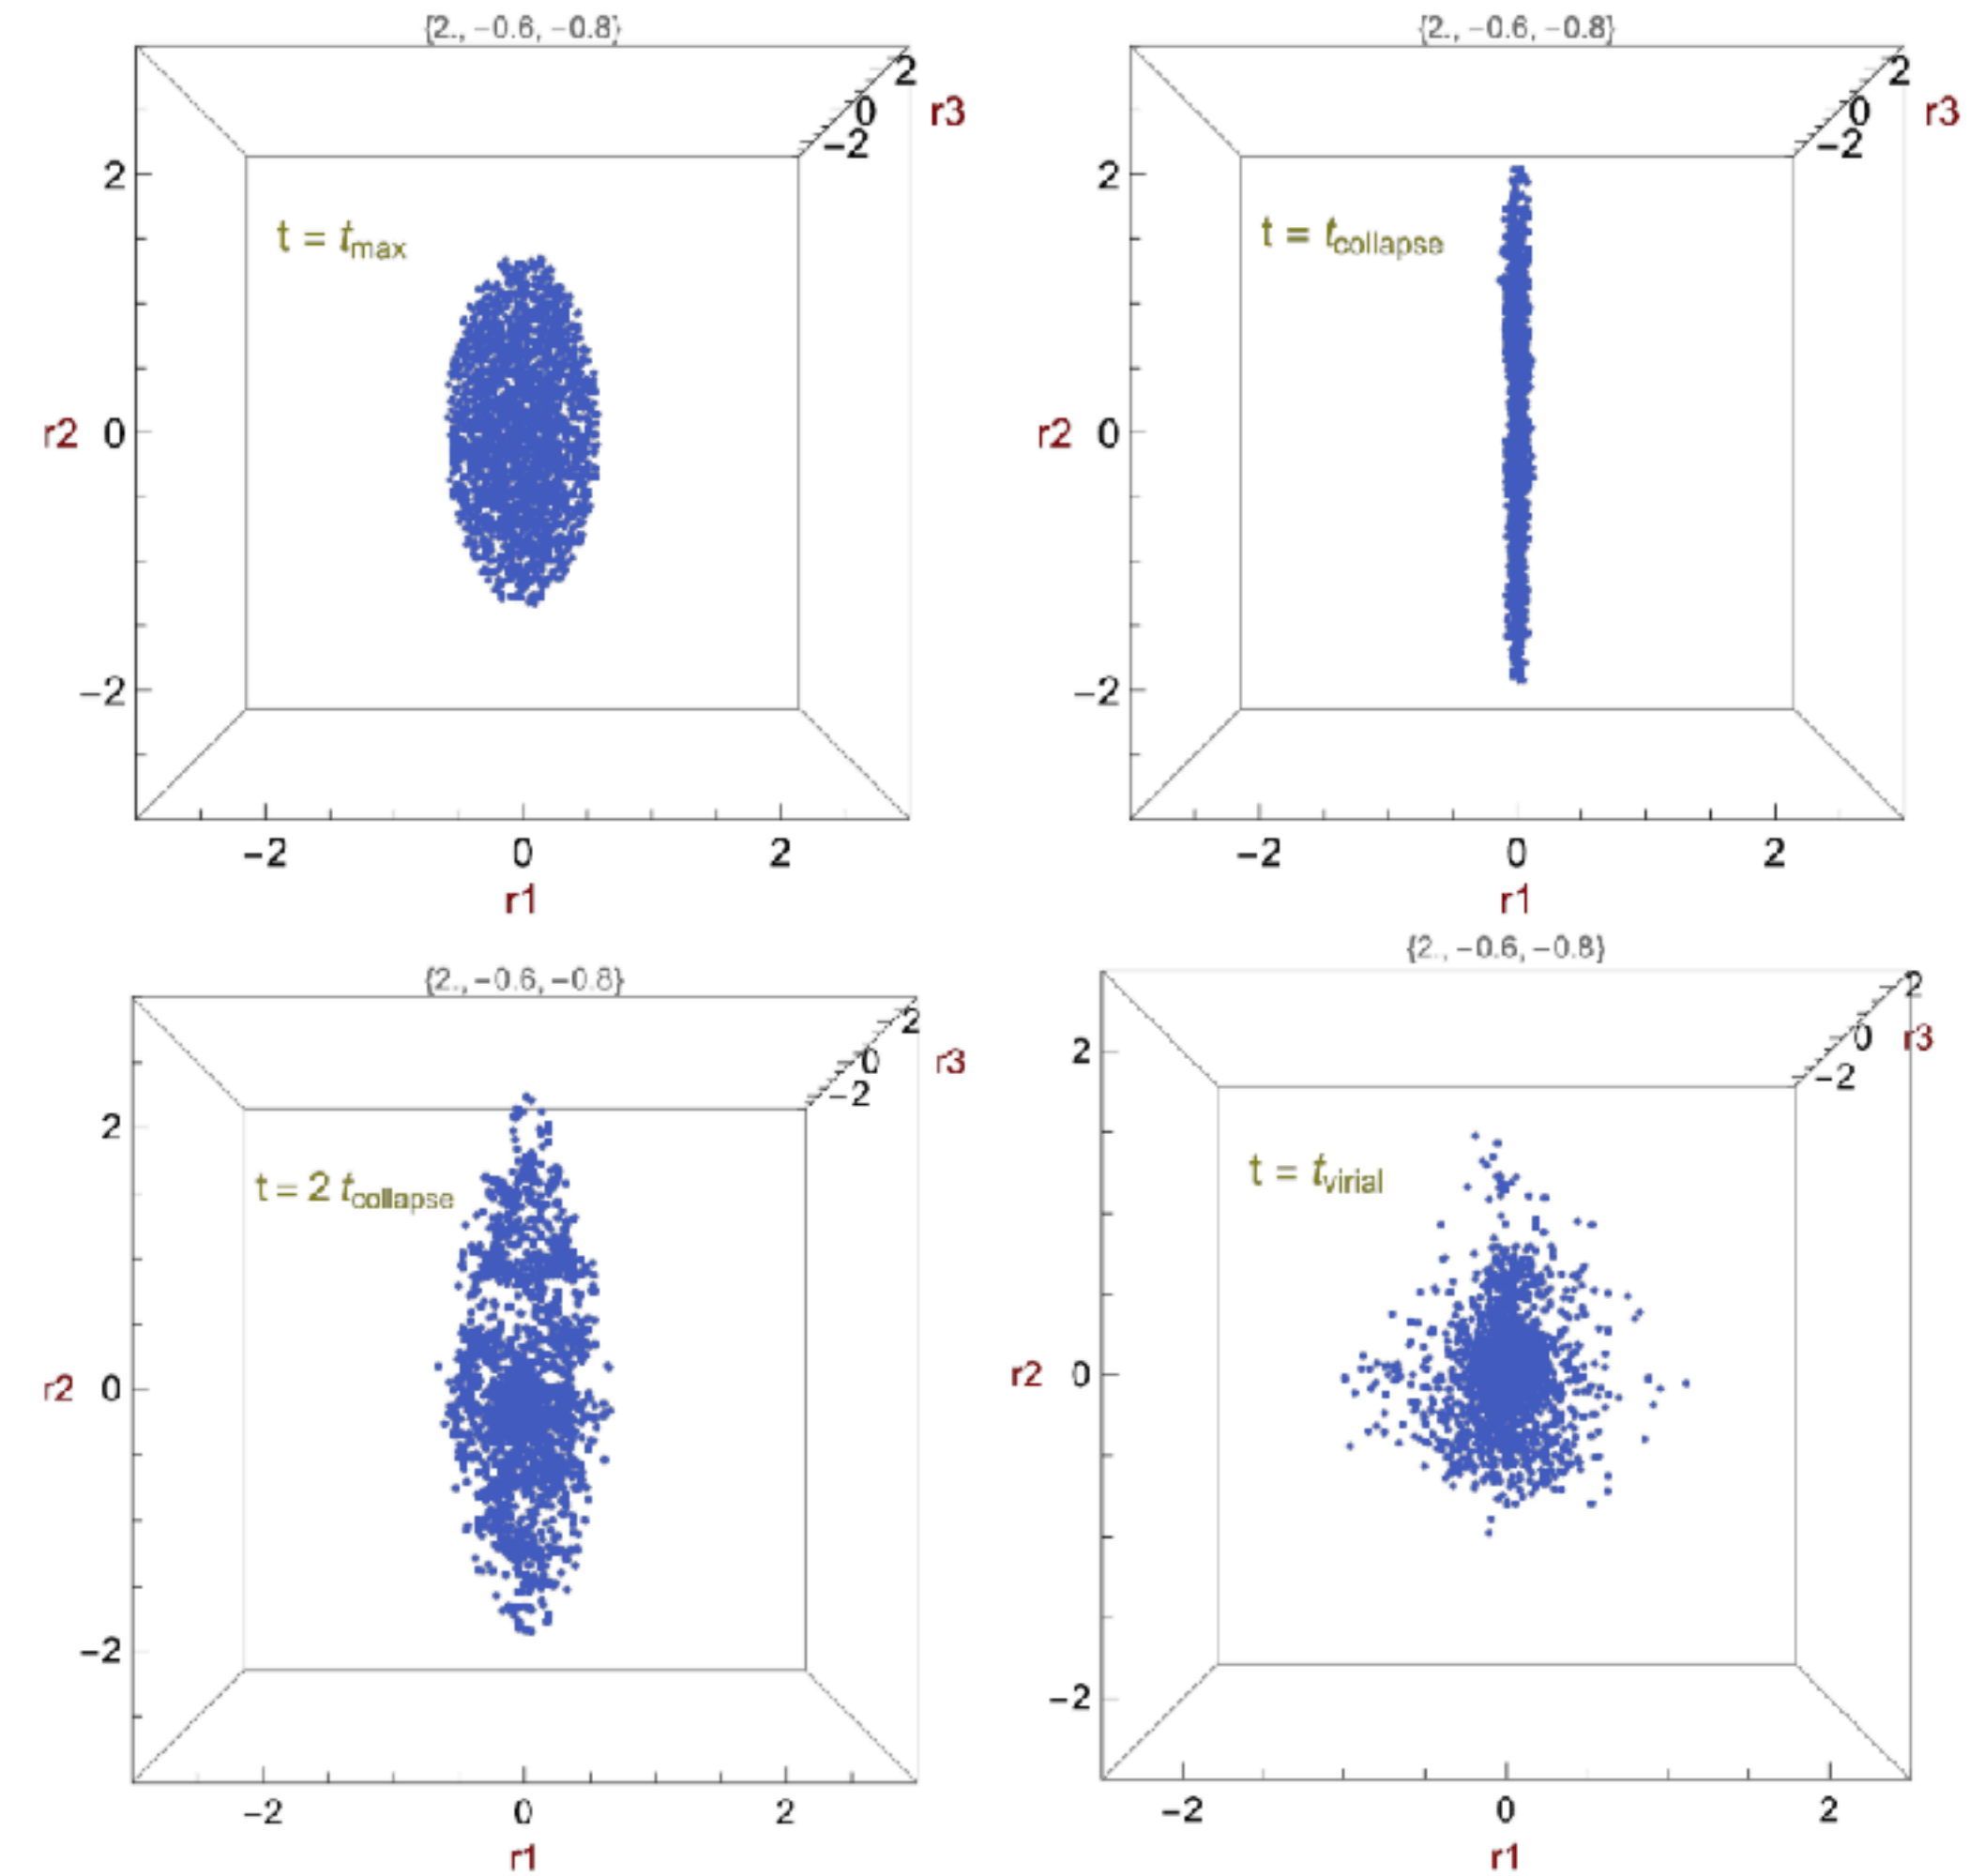 {2., −0.6, −0.8}
2
0
−2
r3
2
t = tmax
r2 0
−2
−2 0 2
r1
{2., −0.6, −0.8}
2
0
−2
r3
2
t = tcollapse
r2 0
−2
−2 0 2
r1
{2., −0.6, −0.8}
2
0
−2
r3
2
t = 2 tcollapse
r2 0
−2
−2 0 2
r1
{2., −0.6, −0.8}
2
0
−2
r3
2
t = tvirial
r2 0
−2
−2 0 2
r1